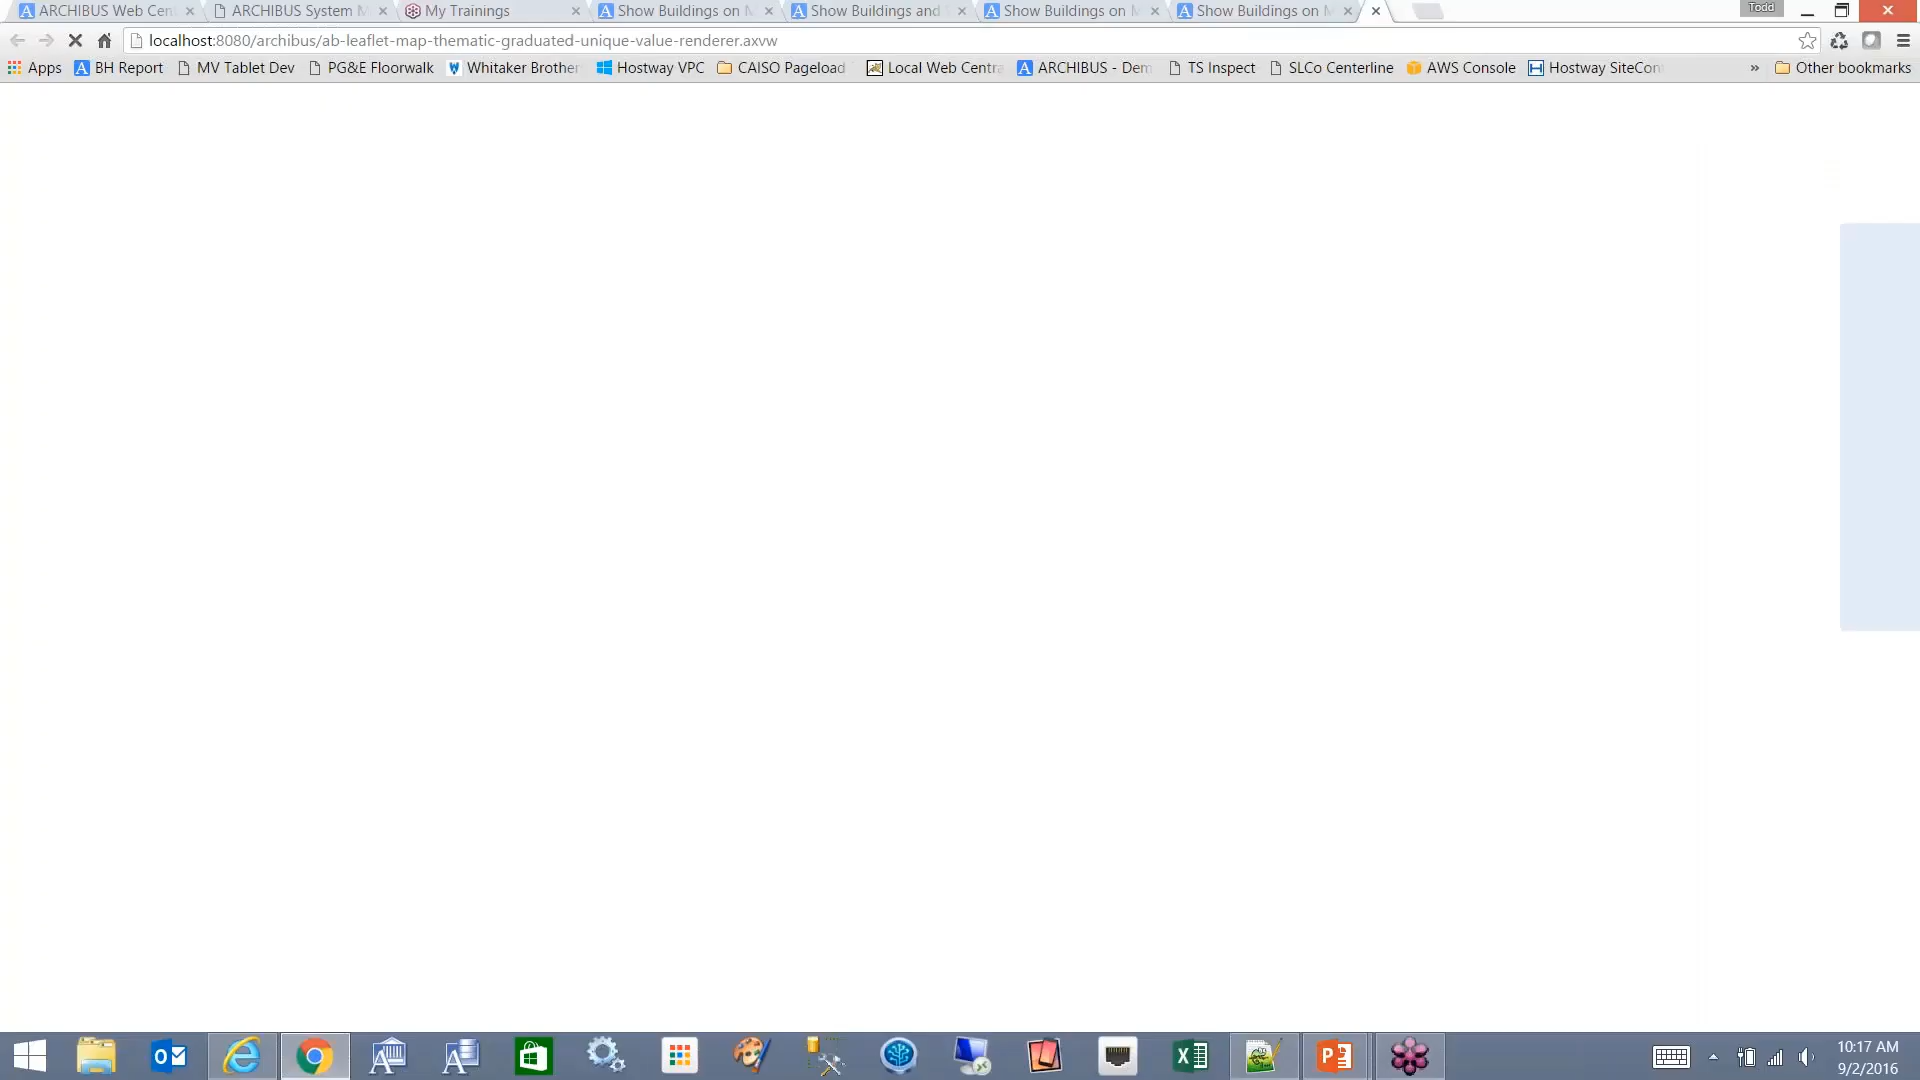 ARCHIBUS Web Cen
ARCHIBUS System M
My Trainings
Show Buildings on M
Show Buildings and
Show Buildings on M
Show Buildings on M
Todd
localhost:8080/archibus/ab-leaflet-map-thematic-graduated-unique-value-renderer.axvw
Apps
BH Report
MV Tablet Dev
PG&E Floorwalk
Whitaker Brother
Hostway VPC
CAISO Pageload
Local Web Centra
ARCHIBUS - Dem
TS Inspect
SLCo Centerline
AWS Console
Hostway SiteCon
»
Other bookmarks
10:17 AM
9/2/2016